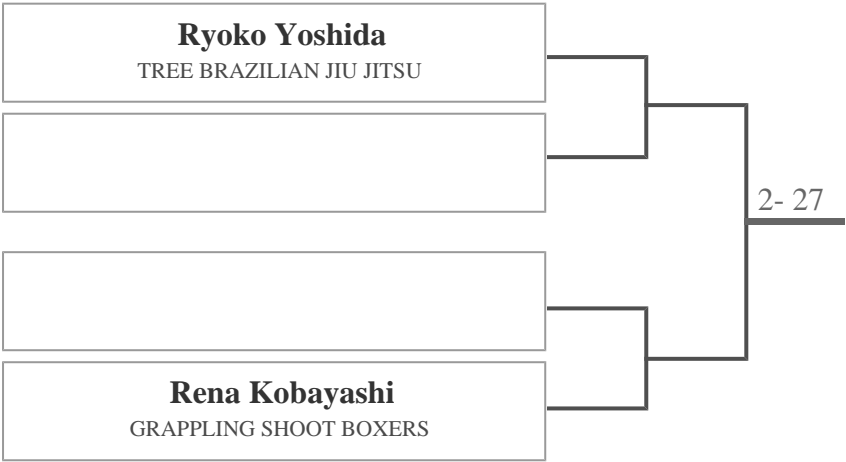 Ryoko Yoshida
TREE BRAZILIAN JIU JITSU
2- 27
Rena Kobayashi
GRAPPLING SHOOT BOXERS